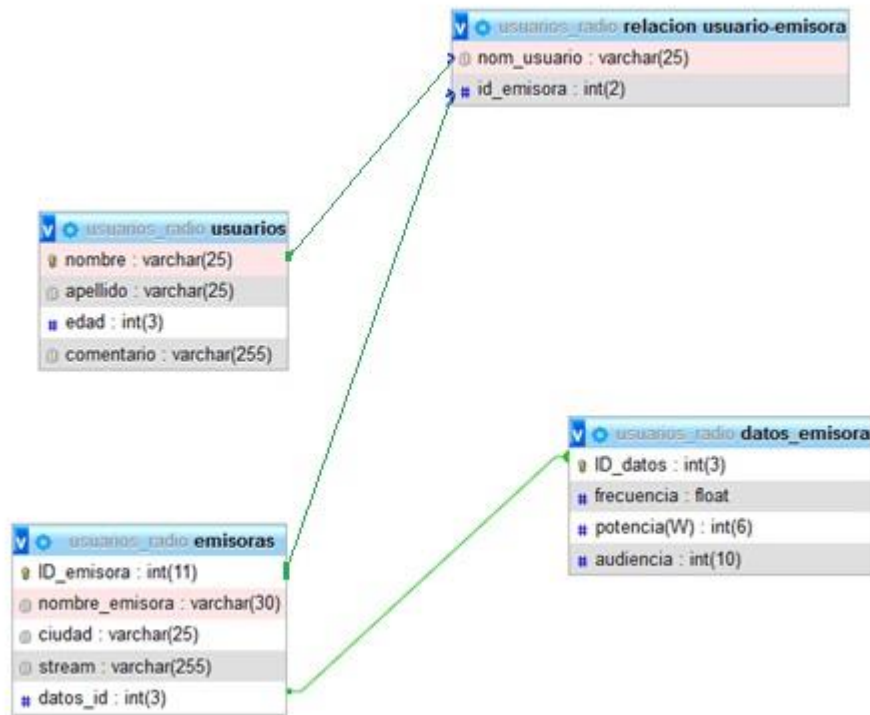 v usuarios_radio relacion usuario-emisora
nom_usuario : varchar(25)
# id_emisora : int(2)
v usuarios_radio usuarios
nombre : varchar(25)
apellido : varchar(25)
# edad : int(3)
comentario : varchar(255)
v usuarios_radio datos_emisora
ID_datos : int(3)
# frecuencia : float
# potencia(W) : int(6)
# audiencia : int(10)
v usuarios_radio emisoras
ID_emisora : int(11)
nombre_emisora : varchar(30)
ciudad : varchar(25)
stream : varchar(255)
# datos_id : int(3)